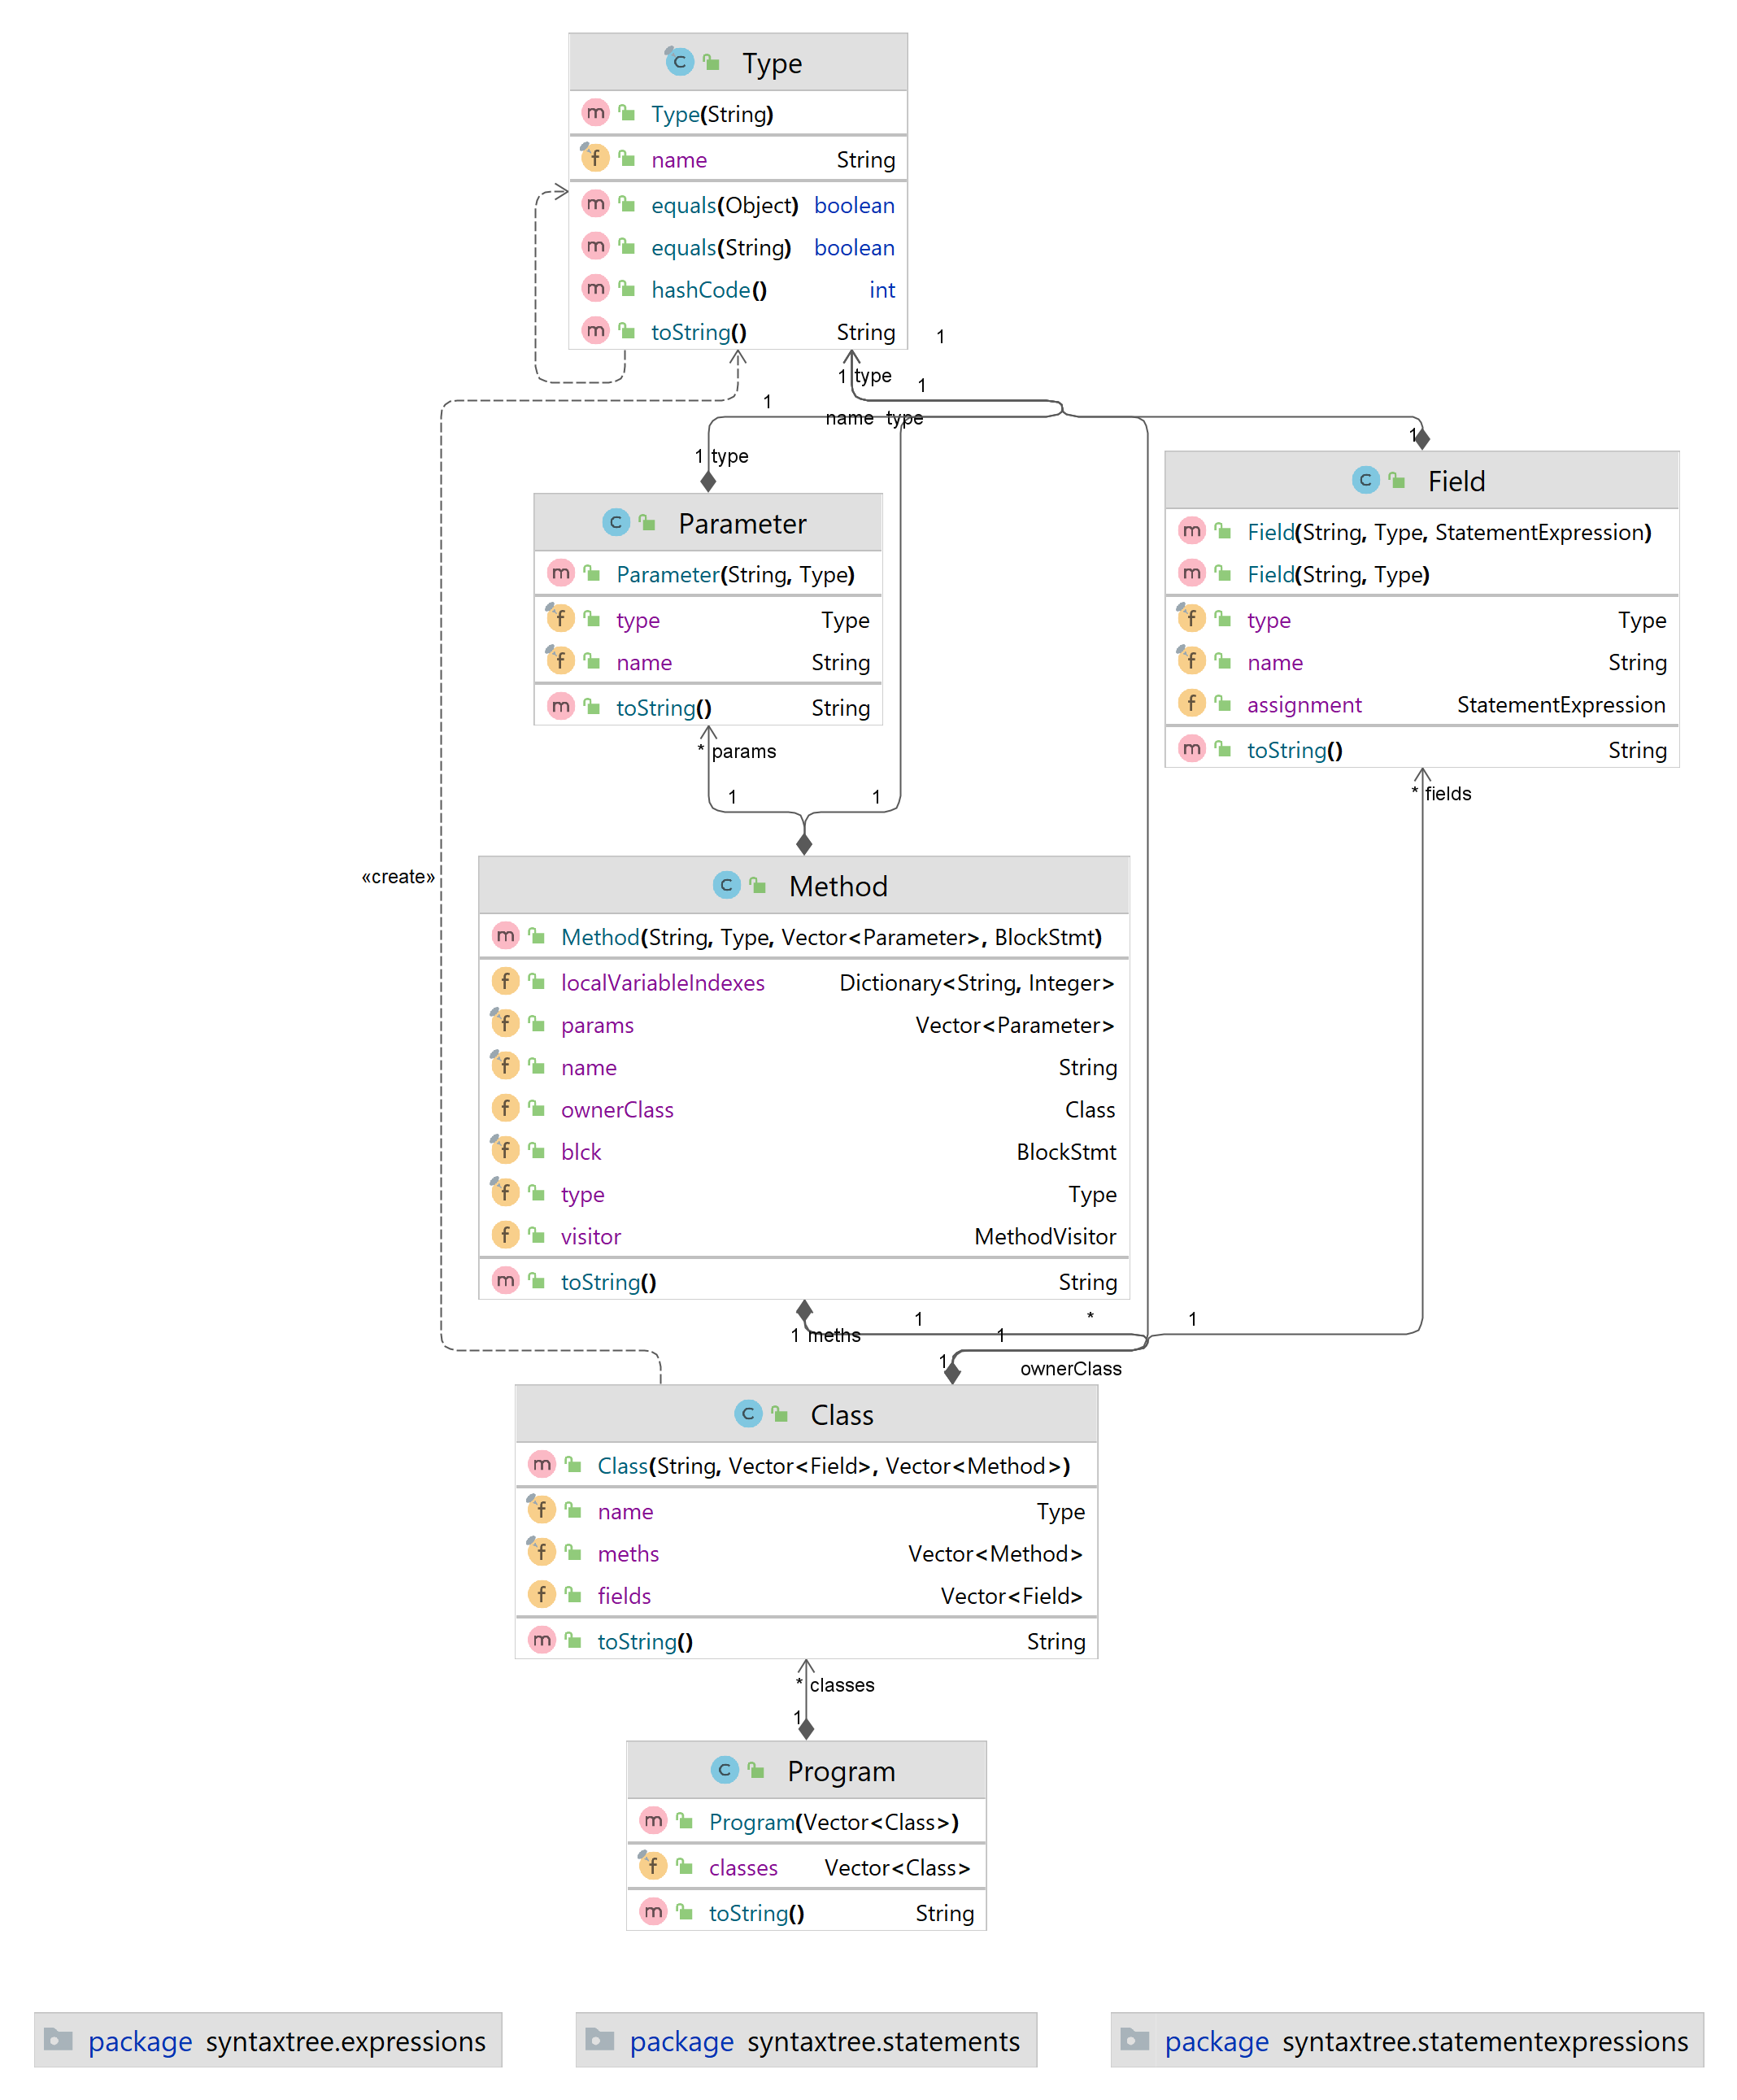 Type
Type(String)
name String
equals(Object) boolean
equals(String) boolean
hashCode() int
toString() String
1
1 type
1
1
name type
1
1 type
Parameter
Parameter(String, Type)
type Type
name String
toString() String
* params
1 1
Field
Field(String, Type, StatementExpression)
Field(String, Type)
type Type
name String
assignment StatementExpression
toString() String
* fields
«create»
Method
Method(String, Type, Vector<Parameter>, BlockStmt)
localVariableIndexes Dictionary<String, Integer>
params Vector<Parameter>
name String
ownerClass Class
blck BlockStmt
type Type
visitor MethodVisitor
toString() String
1 * 1
1 meths 1
1 ownerClass
Class
Class(String, Vector<Field>, Vector<Method>)
name Type
meths Vector<Method>
fields Vector<Field>
toString() String
* classes
1
Program
Program(Vector<Class>)
classes Vector<Class>
toString() String
package syntaxtree.expressions
package syntaxtree.statements
package syntaxtree.statementexpressions